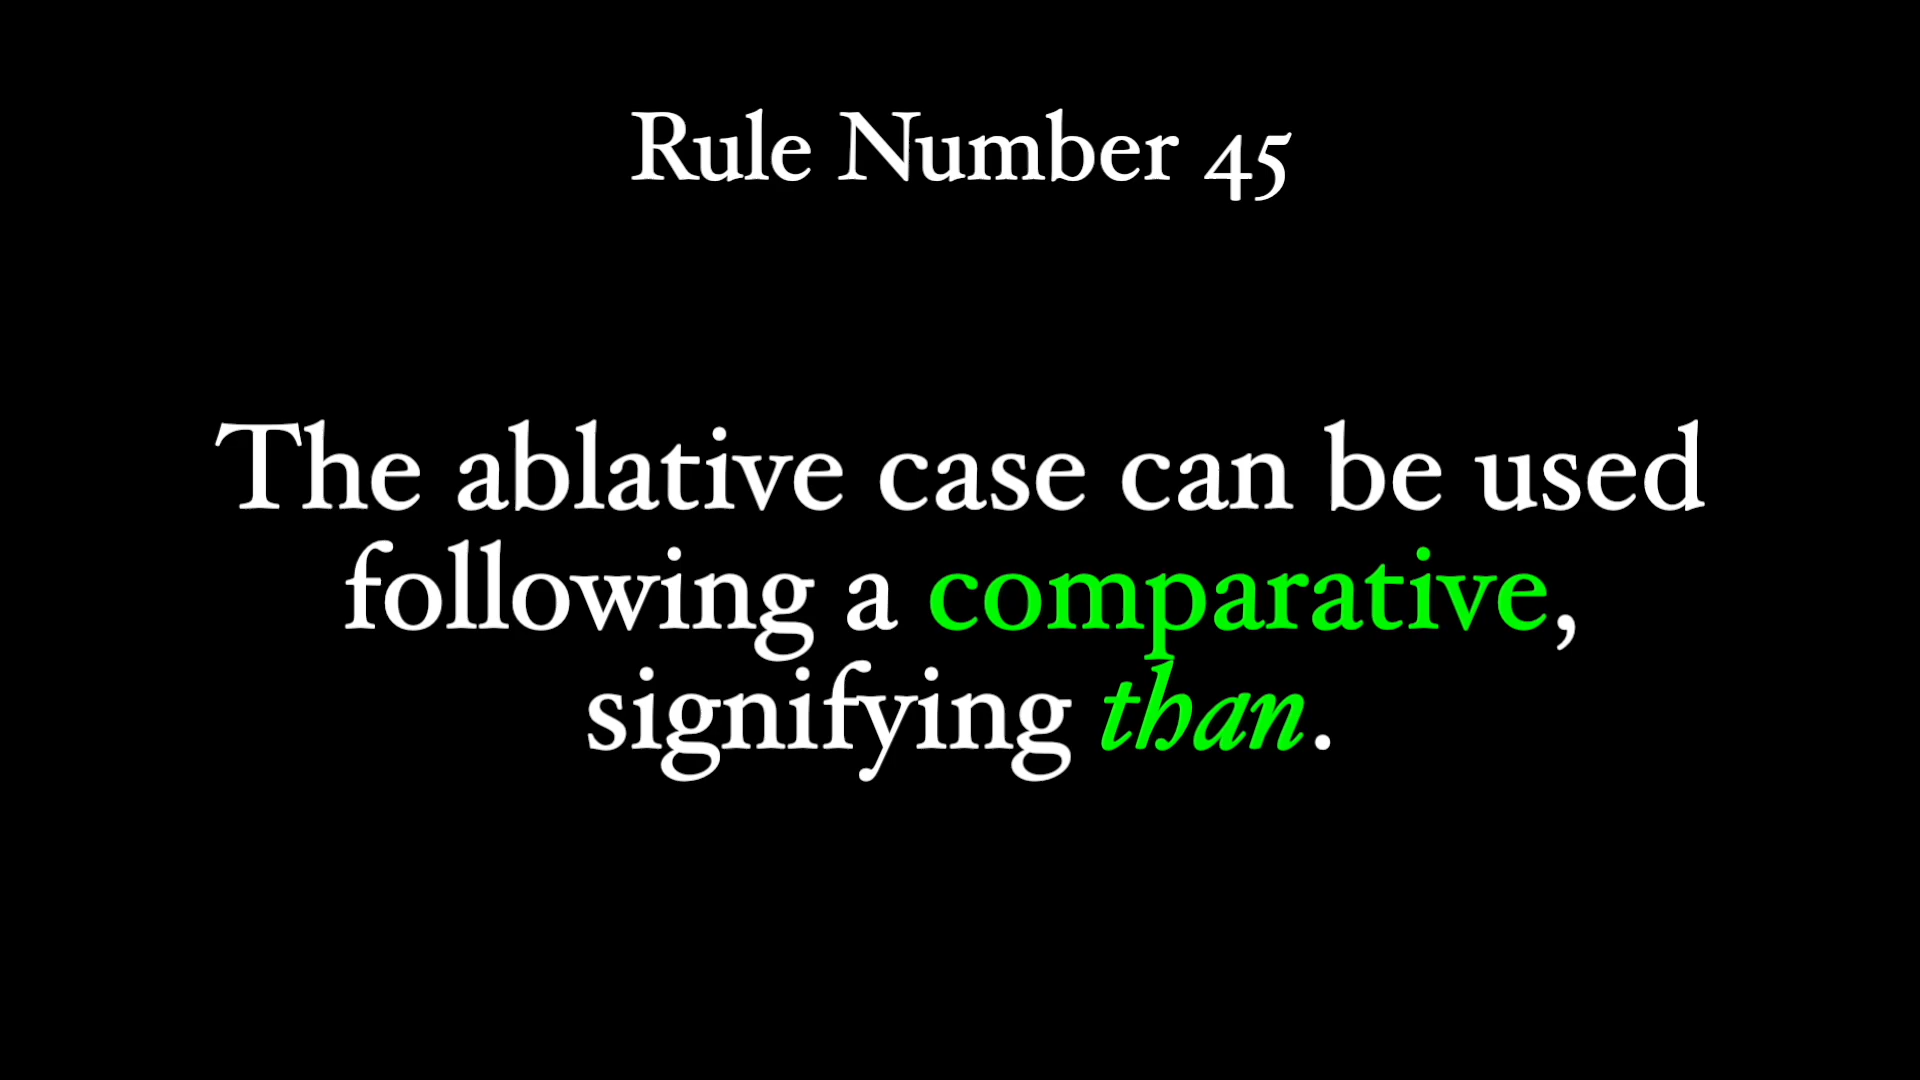 Rule Number 45
The ablative case can be used
following a comparative,
signifying than.